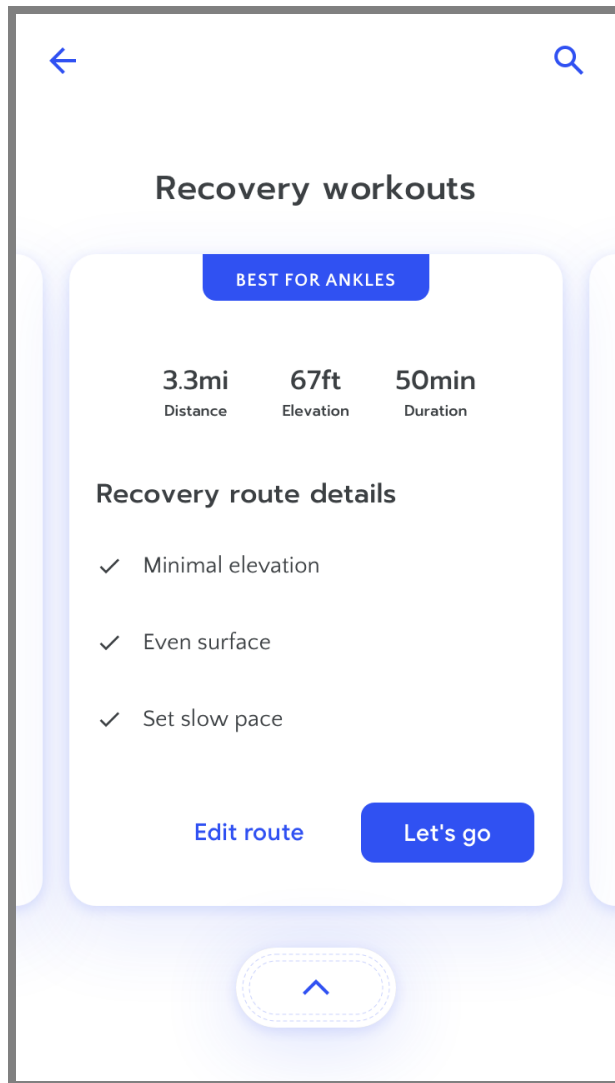 Recovery workouts
BEST FOR ANKLES
3.3mi 67ft 50min
Distance Elevation Duration
Recovery route details
Minimal elevation
Even surface
Set slow pace
Edit route Let's go